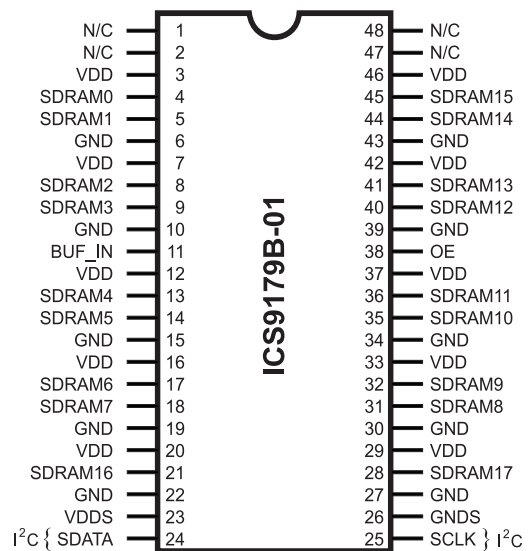 N/C 1 48 N/C
N/C 2 47 N/C
VDD 3 46 VDD
SDRAM0 4 45 SDRAM15
SDRAM1 5 44 SDRAM14
GND 6 43 GND
VDD 7 42 VDD
SDRAM2 8 41 SDRAM13
SDRAM3 9 40 SDRAM12
GND 10 39 GND
BUF_IN 11 38 OE
VDD 12 37 VDD
SDRAM4 13 36 SDRAM11
SDRAM5 14 35 SDRAM10
GND 15 34 GND
VDD 16 33 VDD
SDRAM6 17 32 SDRAM9
SDRAM7 18 31 SDRAM8
GND 19 30 GND
VDD 20 29 VDD
SDRAM16 21 28 SDRAM17
GND 22 27 GND
VDDS 23 26 GNDS
I²C { SDATA 24 25 SCLK } I²C
ICS9179B-01